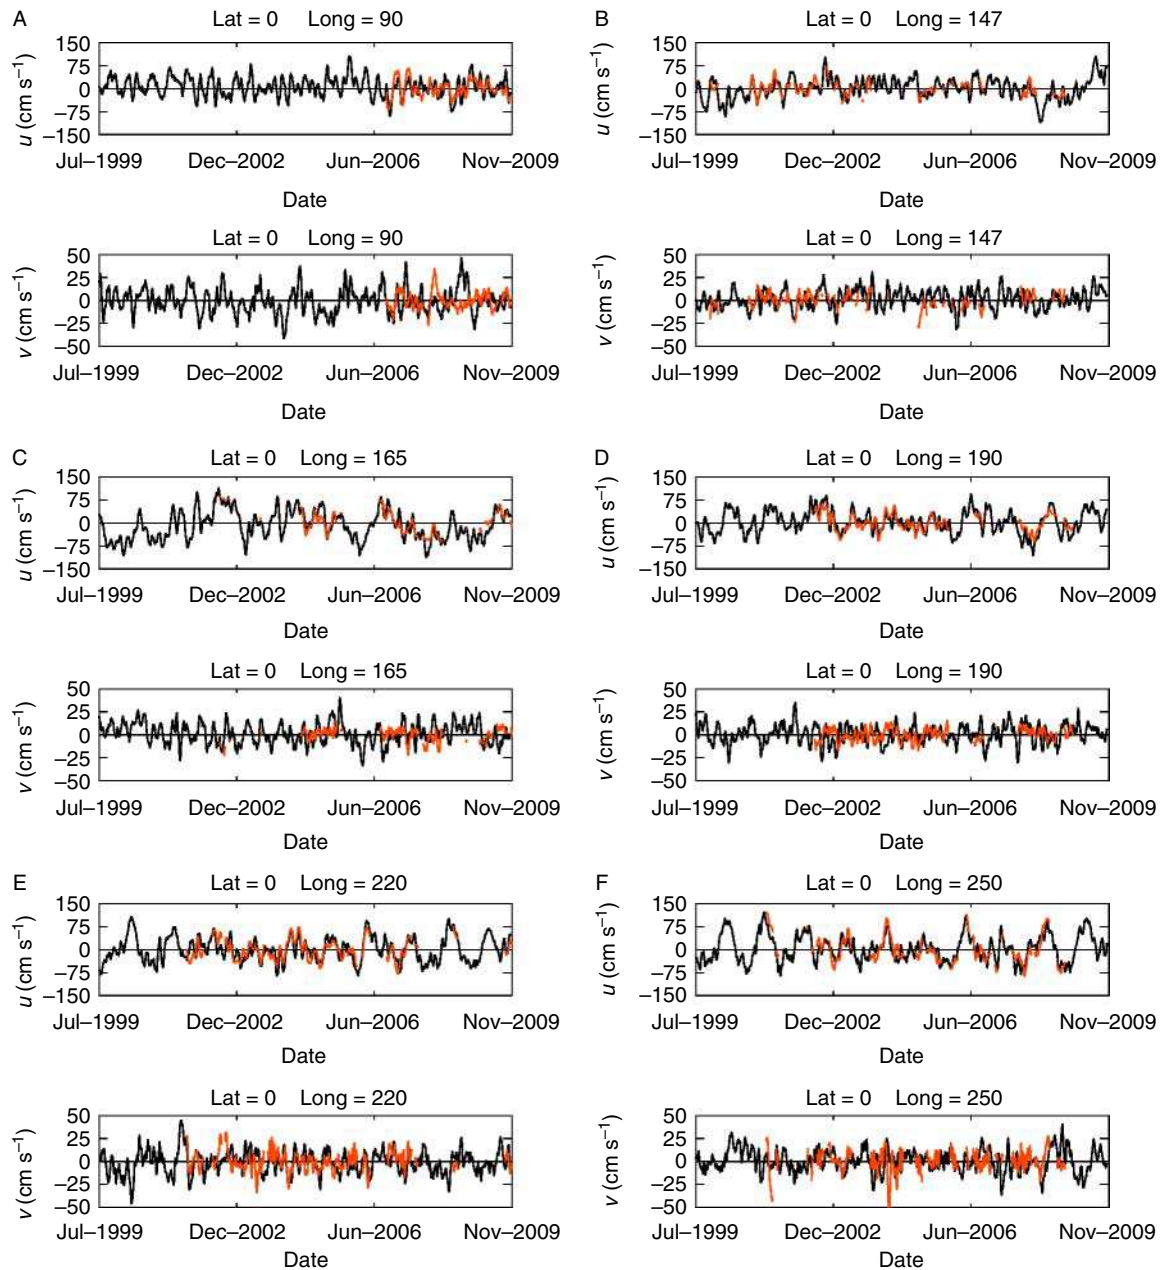 A
Lat = 0 Long = 90
u (cm s⁻¹)
150
75
0
−75
−150
Jul–1999 Dec–2002 Jun–2006 Nov–2009
Date
Lat = 0 Long = 90
v (cm s⁻¹)
50
25
0
−25
−50
Jul–1999 Dec–2002 Jun–2006 Nov–2009
Date
B
Lat = 0 Long = 147
u (cm s⁻¹)
150
75
0
−75
−150
Jul–1999 Dec–2002 Jun–2006 Nov–2009
Date
Lat = 0 Long = 147
v (cm s⁻¹)
50
25
0
−25
−50
Jul–1999 Dec–2002 Jun–2006 Nov–2009
Date
C
Lat = 0 Long = 165
u (cm s⁻¹)
150
75
0
−75
−150
Jul–1999 Dec–2002 Jun–2006 Nov–2009
Date
Lat = 0 Long = 165
v (cm s⁻¹)
50
25
0
−25
−50
Jul–1999 Dec–2002 Jun–2006 Nov–2009
Date
D
Lat = 0 Long = 190
u (cm s⁻¹)
150
75
0
−75
−150
Jul–1999 Dec–2002 Jun–2006 Nov–2009
Date
Lat = 0 Long = 190
v (cm s⁻¹)
50
25
0
−25
−50
Jul–1999 Dec–2002 Jun–2006 Nov–2009
Date
E
Lat = 0 Long = 220
u (cm s⁻¹)
150
75
0
−75
−150
Jul–1999 Dec–2002 Jun–2006 Nov–2009
Date
Lat = 0 Long = 220
v (cm s⁻¹)
50
25
0
−25
−50
Jul–1999 Dec–2002 Jun–2006 Nov–2009
Date
F
Lat = 0 Long = 250
u (cm s⁻¹)
150
75
0
−75
−150
Jul–1999 Dec–2002 Jun–2006 Nov–2009
Date
Lat = 0 Long = 250
v (cm s⁻¹)
50
25
0
−25
−50
Jul–1999 Dec–2002 Jun–2006 Nov–2009
Date